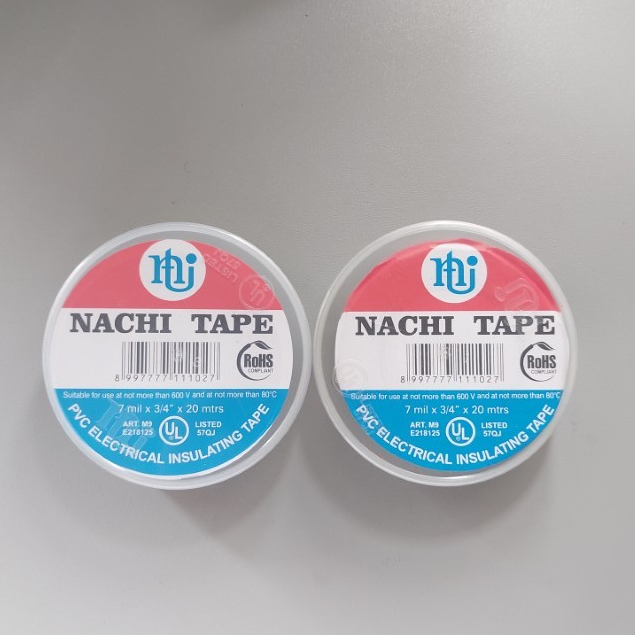 NACHI TAPE
RoHS
COMPLIANT
8 997777 111027
Suitable for use at not more than 600 V and at not more than 80°C
7 mil x 3/4" x 20 mtrs
ART. M9
E218125
UL
LISTED
57QJ
PVC ELECTRICAL INSULATING TAPE
NACHI TAPE
RoHS
COMPLIANT
8 997777 111027
Suitable for use at not more than 600 V and at not more than 80°C
7 mil x 3/4" x 20 mtrs
ART. M9
E218125
UL
LISTED
57QJ
PVC ELECTRICAL INSULATING TAPE